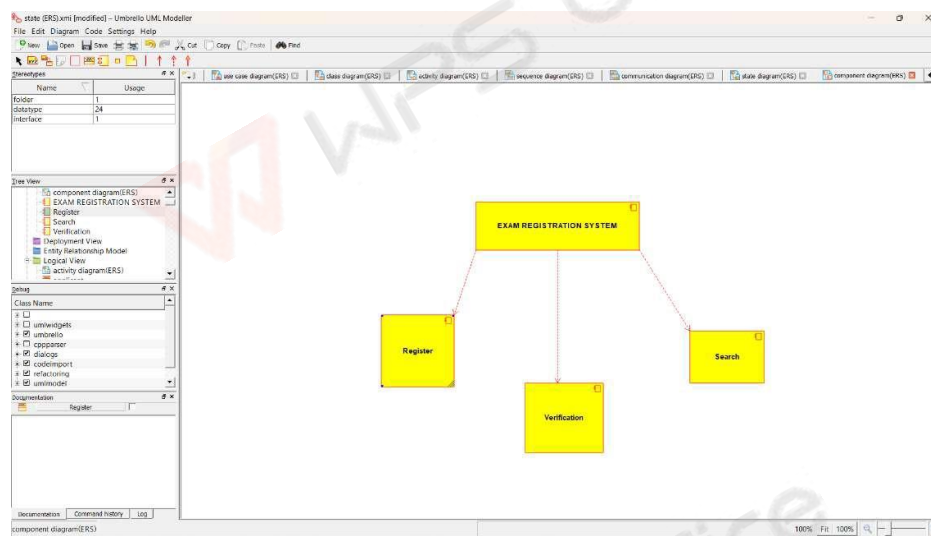 state (ERS).xmi [modified] – Umbrello UML Modeller
File Edit Diagram Code Settings Help
New Open Save Cut Copy Paste Find
Stereotypes
use case diagram(ERS) class diagram(ERS) activity diagram(ERS) sequence diagram(ERS) communication diagram(ERS) state diagram(ERS) component diagram(ERS)
Name Usage
folder 1
datatype 24
interface 1
Tree View
component diagram(ERS)
EXAM REGISTRATION SYSTEM
Register
Search
Verification
Deployment View
Entity Relationship Model
Logical View
activity diagram(ERS)
Debug
Class Name
umlwidgets
umbrello
cppparser
dialogs
codeimport
refactoring
umlmodel
Documentation
Register
Documentation Command history Log
component diagram(ERS)
100% Fit 100%
EXAM REGISTRATION SYSTEM
Register
Search
Verification
WPS Office